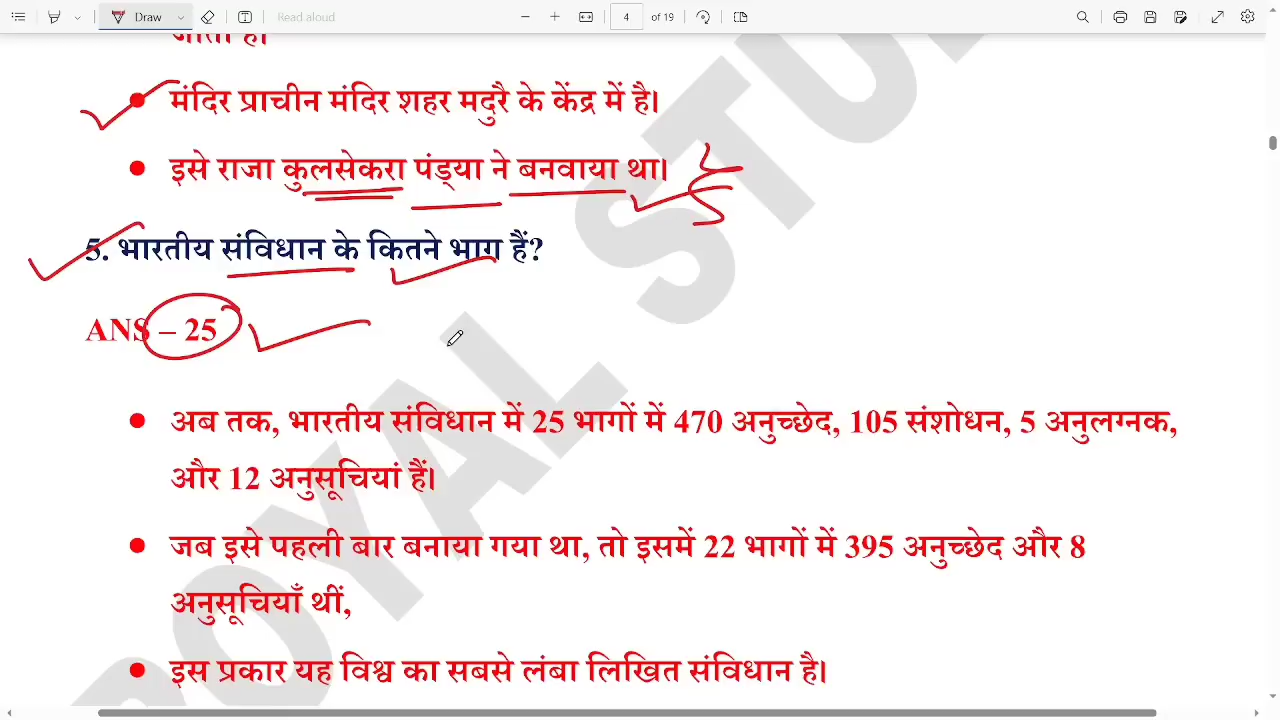 Draw
Read aloud
4 of 19
जाता है।
मंदिर प्राचीन मंदिर शहर मदुरै के केंद्र में है।
इसे राजा कुलसेकरा पंड्या ने बनवाया था।
5. भारतीय संविधान के कितने भाग हैं?
ANS – 25
अब तक, भारतीय संविधान में 25 भागों में 470 अनुच्छेद, 105 संशोधन, 5 अनुलग्नक,
और 12 अनुसूचियां हैं।
जब इसे पहली बार बनाया गया था, तो इसमें 22 भागों में 395 अनुच्छेद और 8
अनुसूचियाँ थीं,
इस प्रकार यह विश्व का सबसे लंबा लिखित संविधान है।
ROYAL STU